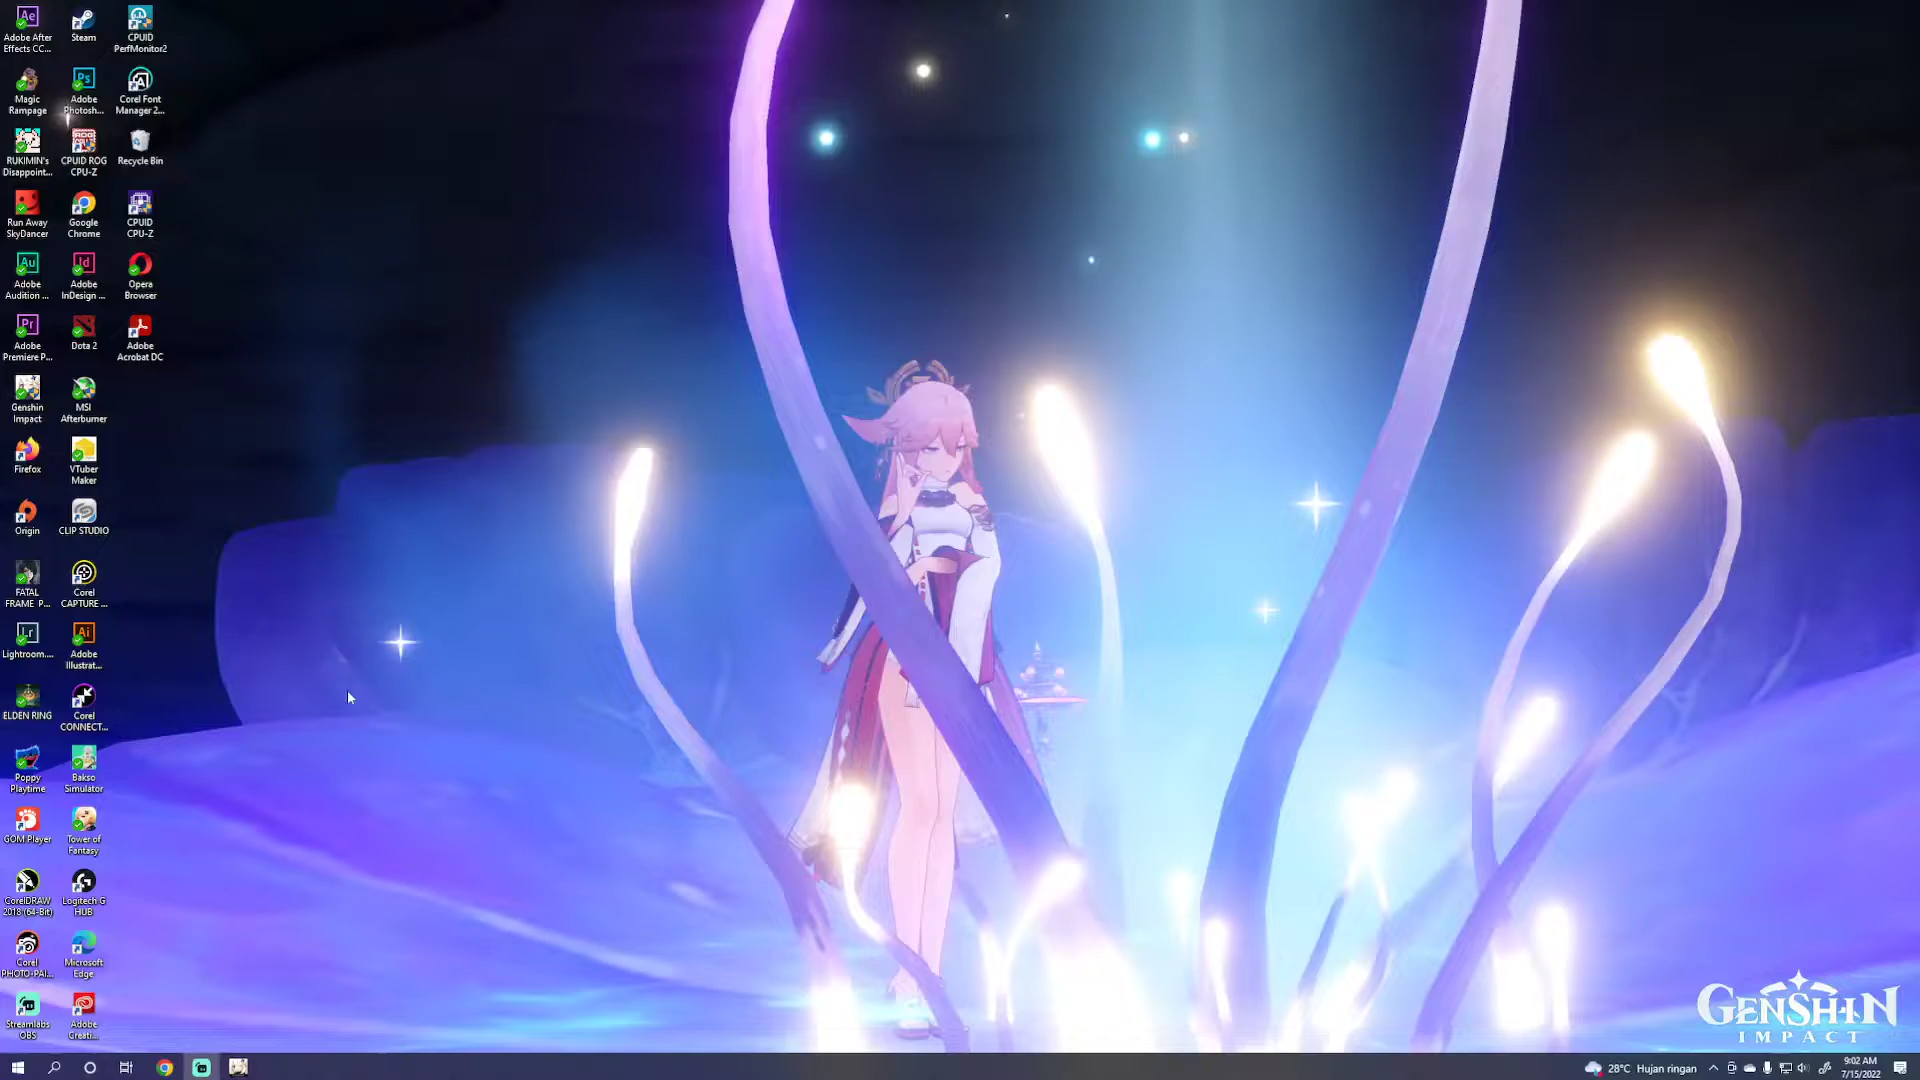 Adobe After
Effects CC...
Steam
CPUID
PerfMonitor2
Magic
Rampage
Adobe
Photosh...
Corel Font
Manager 2...
RUKIMIN's
Disappoint...
CPUID ROG
CPU-Z
Recycle Bin
Run Away
SkyDancer
Google
Chrome
CPUID
CPU-Z
Adobe
Audition ...
Adobe
InDesign ...
Opera
Browser
Adobe
Premiere P...
Dota 2
Adobe
Acrobat DC
Genshin
Impact
MSI
Afterburner
Firefox
VTuber
Maker
Origin
CLIP STUDIO
FATAL
FRAME P...
Corel
CAPTURE ...
Lightroom....
Adobe
Illustrat...
ELDEN RING
Corel
CONNECT...
Poppy
Playtime
Bakso
Simulator
GOM Player
Tower of
Fantasy
CorelDRAW
2018 (64-Bit)
Logitech G
HUB
Corel
PHOTO-PAI...
Microsoft
Edge
Streamlabs
OBS
Adobe
Creati...
GENSHIN
IMPACT
28°C Hujan ringan
9:02 AM
7/15/2022